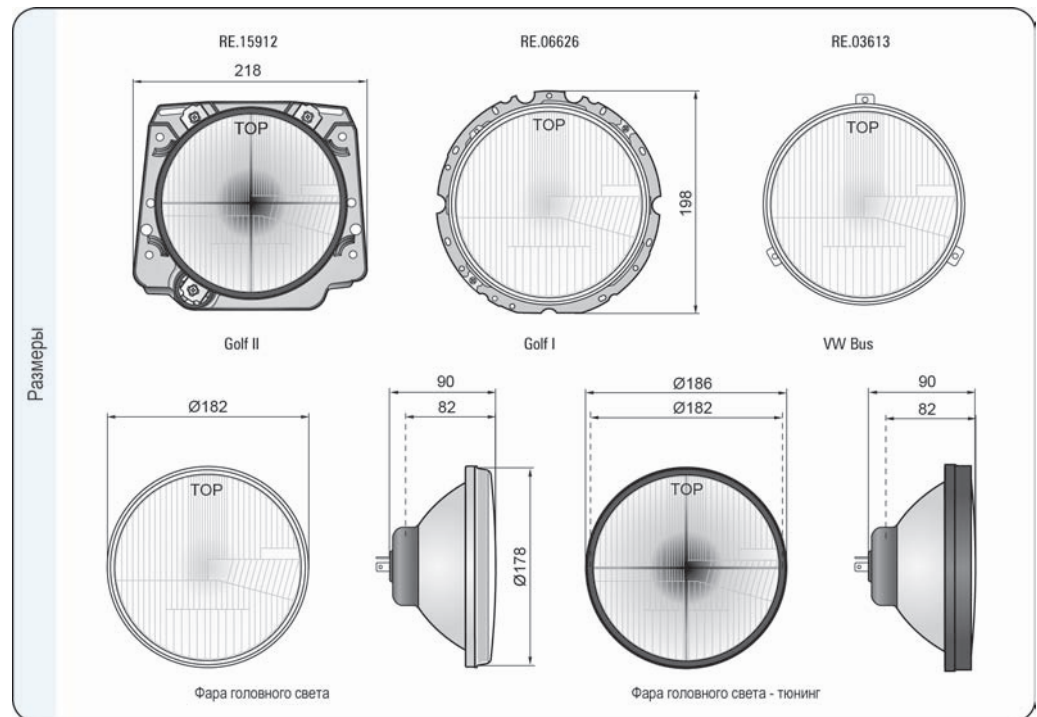 RE.15912
RE.06626
RE.03613
218
TOP
TOP
TOP
198
Golf II
Golf I
VW Bus
Размеры
90
82
Ø182
TOP
Ø178
Ø186
Ø182
TOP
90
82
Фара головного света
Фара головного света - тюнинг